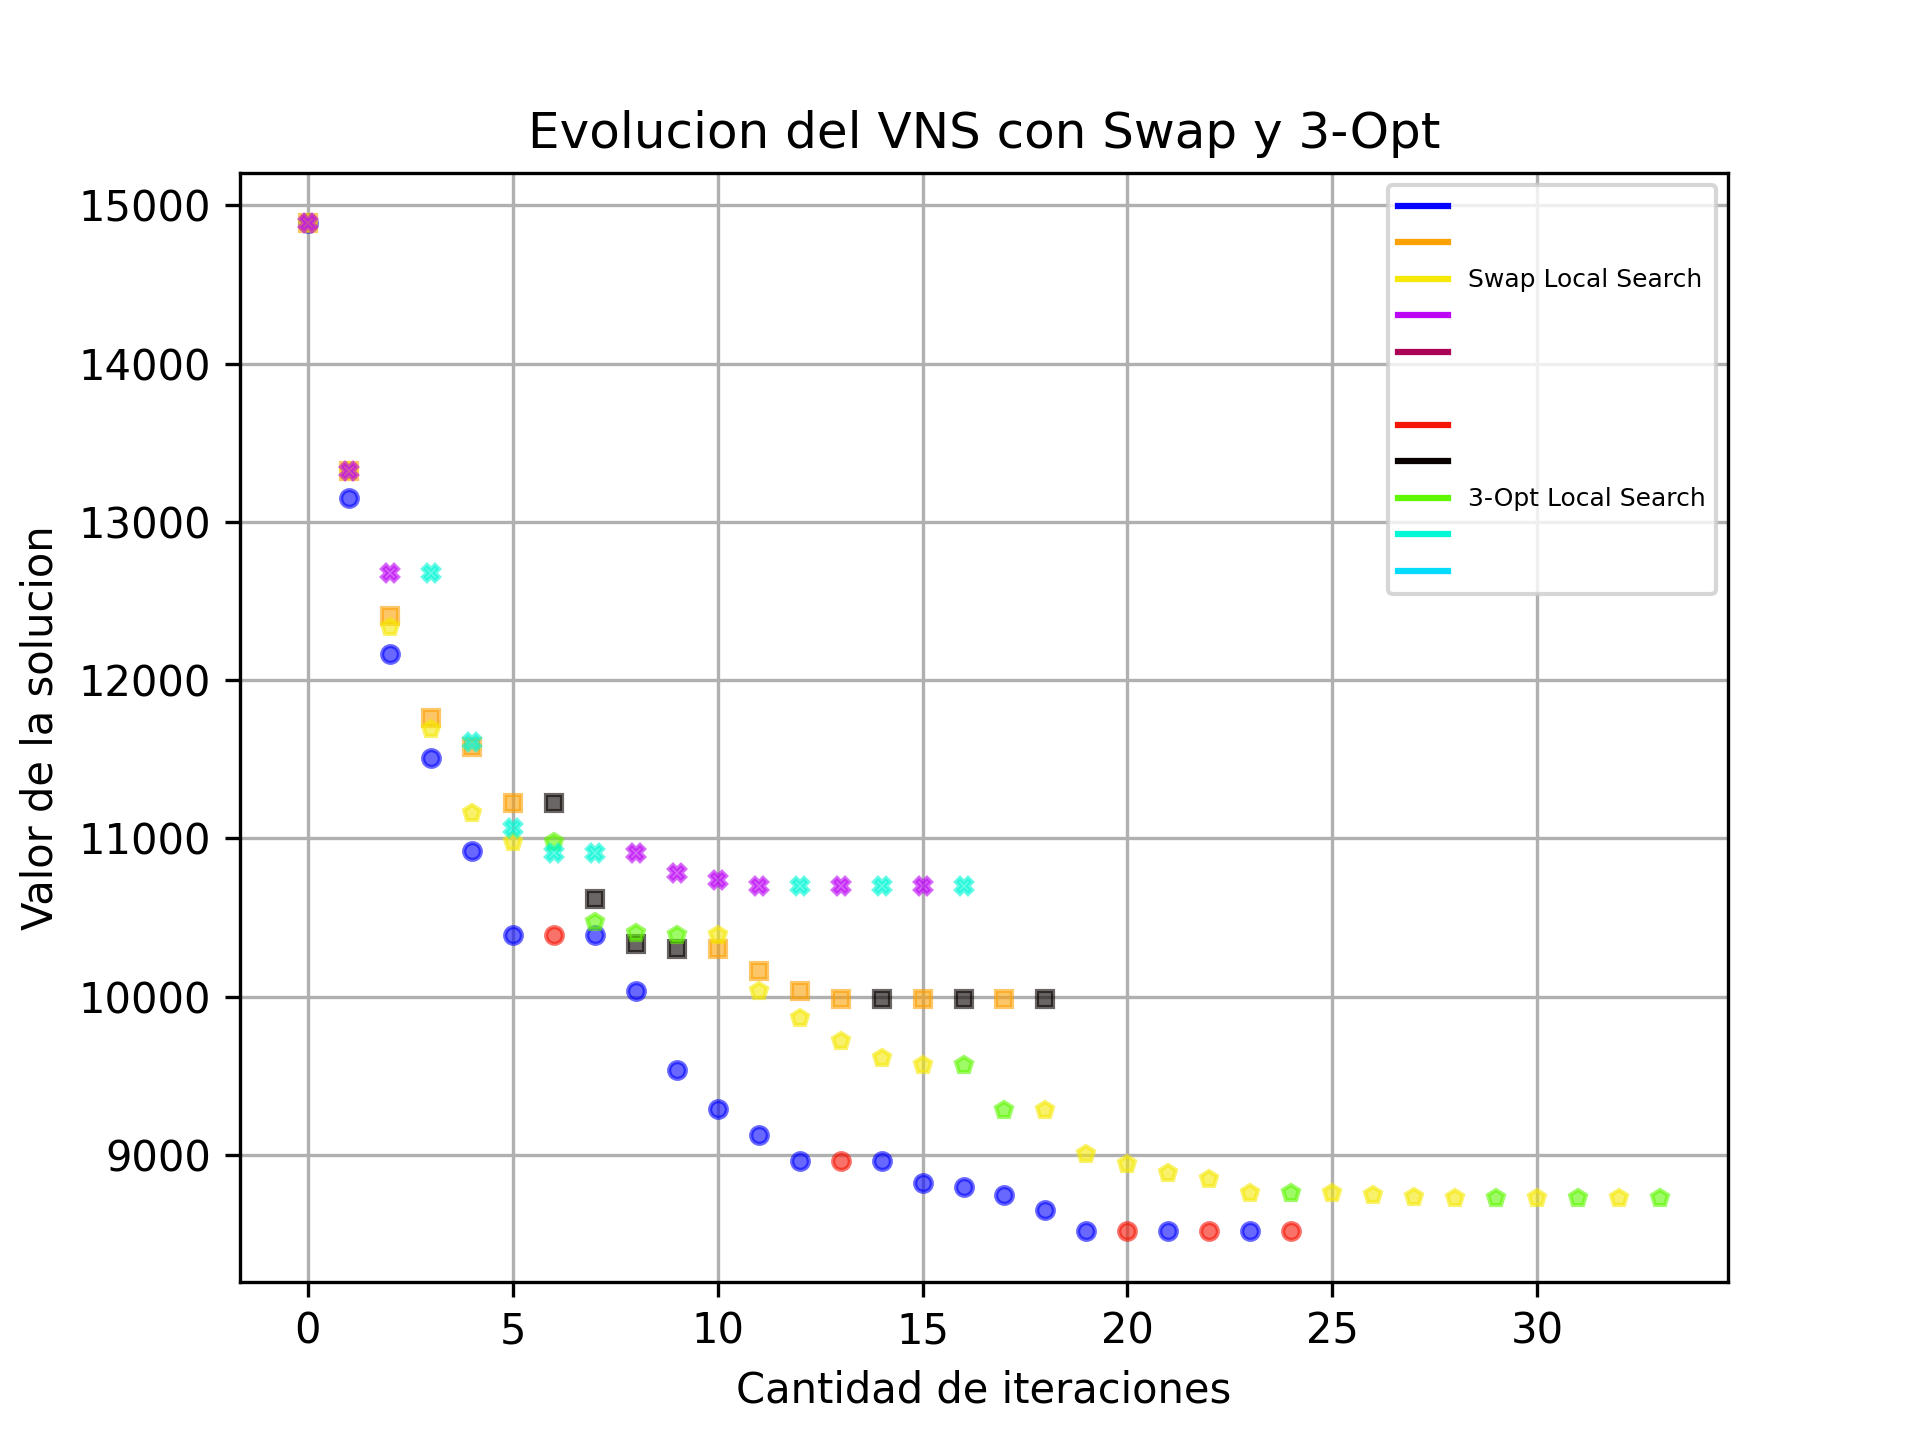 Evolucion del VNS con Swap y 3-Opt
15000
14000
13000
12000
11000
10000
9000
Valor de la solucion
Swap Local Search
3-Opt Local Search
0 5 10 15 20 25 30
Cantidad de iteraciones